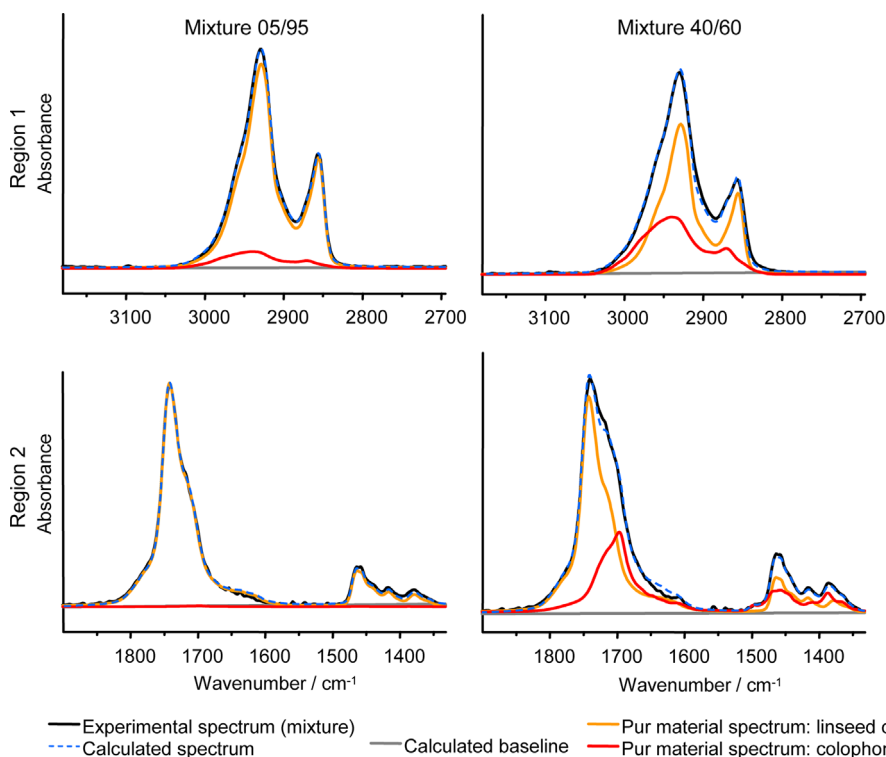 Mixture 05/95
Mixture 40/60
Region 1
Absorbance
3100 3000 2900 2800 2700
3100 3000 2900 2800 2700
Region 2
Absorbance
1800 1700 1600 1500 1400
1800 1700 1600 1500 1400
Wavenumber / cm-1
Wavenumber / cm-1
Experimental spectrum (mixture)
Calculated spectrum
Calculated baseline
Pur material spectrum: linseed
Pur material spectrum: